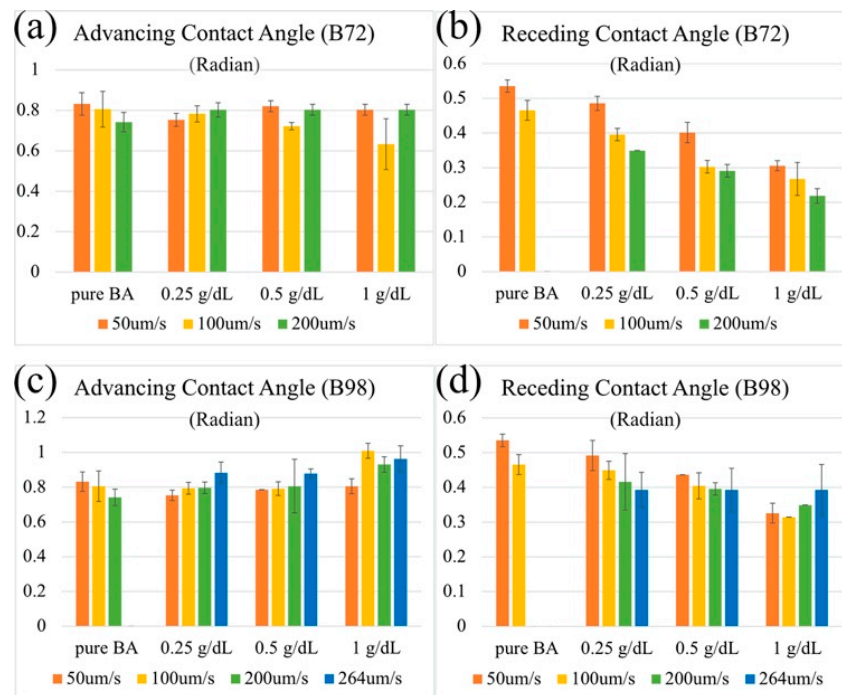 (a) Advancing Contact Angle (B72)
(Radian)
1
0.8
0.6
0.4
0.2
0
pure BA 0.25 g/dL 0.5 g/dL 1 g/dL
50um/s 100um/s 200um/s
(b) Receding Contact Angle (B72)
(Radian)
0.6
0.5
0.4
0.3
0.2
0.1
0
pure BA 0.25 g/dL 0.5 g/dL 1 g/dL
50um/s 100um/s 200um/s
(c) Advancing Contact Angle (B98)
(Radian)
1.2
1
0.8
0.6
0.4
0.2
0
pure BA 0.25 g/dL 0.5 g/dL 1 g/dL
50um/s 100um/s 200um/s 264um/s
(d) Receding Contact Angle (B98)
(Radian)
0.6
0.5
0.4
0.3
0.2
0.1
0
pure BA 0.25 g/dL 0.5 g/dL 1 g/dL
50um/s 100um/s 200um/s 264um/s